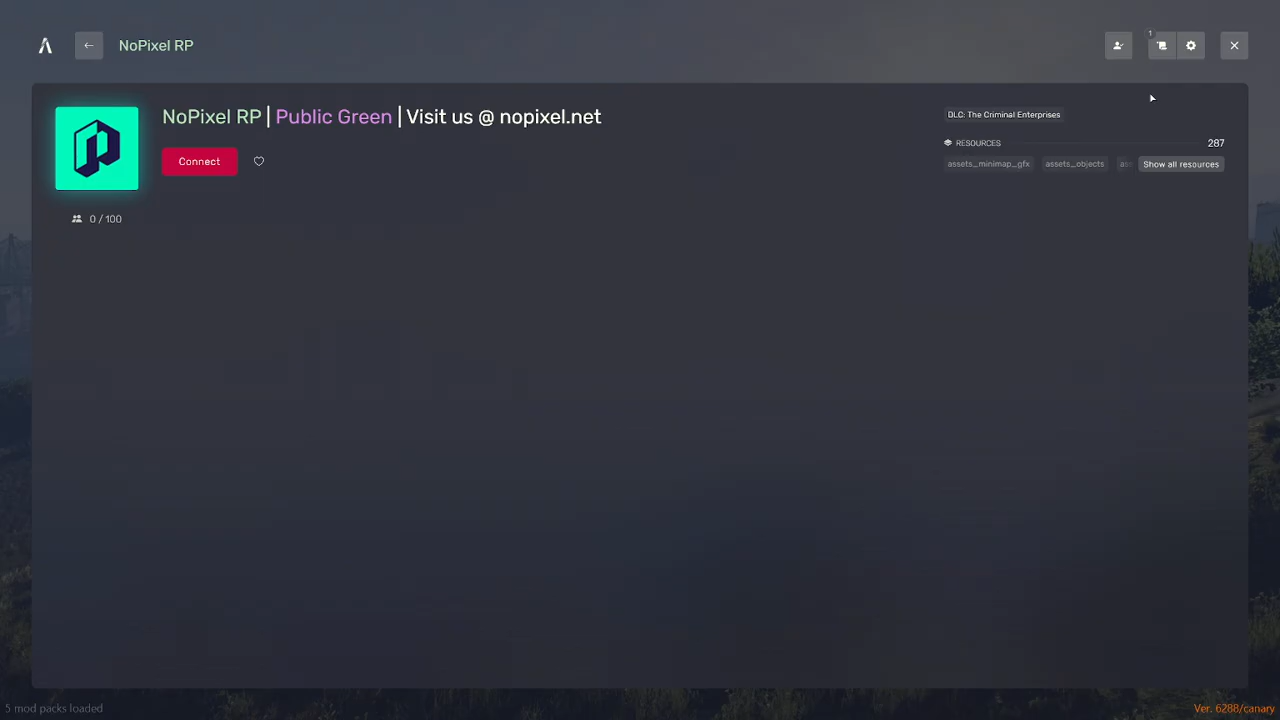 NoPixel RP
1
NoPixel RP | Public Green | Visit us @ nopixel.net
Connect
0 / 100
DLC: The Criminal Enterprises
RESOURCES 287
assets_minimap_gfx assets_objects Show all resources
5 mod packs loaded
Ver. 6288/canary